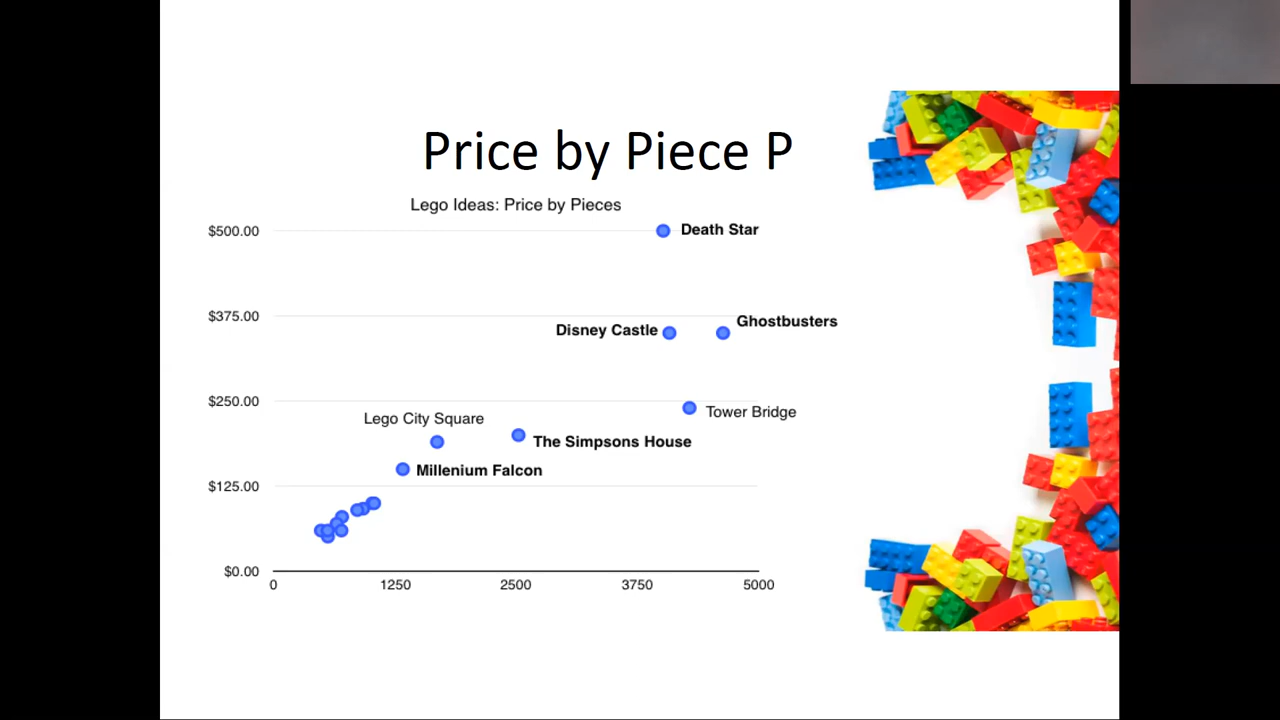 Price by Piece P
Lego Ideas: Price by Pieces
$500.00
Death Star
$375.00
Ghostbusters
Disney Castle
$250.00
Tower Bridge
Lego City Square
The Simpsons House
Millenium Falcon
$125.00
$0.00
0 1250 2500 3750 5000